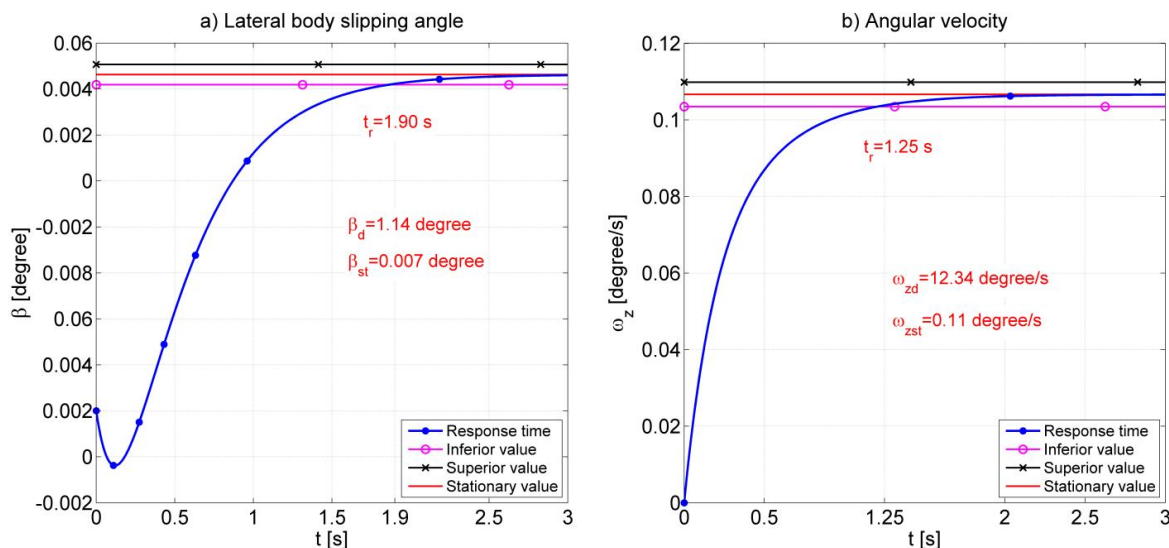 a) Lateral body slipping angle
0.06
0.004
0.002
0
-0.002
0.008
0.06
0.04
0.002
0
-0.002
β [degree]
t_r=1.90 s
β_d=1.14 degree
β_st=0.007 degree
Response time
Inferior value
Superior value
Stationary value
0 0.5 1 1.5 1.9 2.5 3
t [s]
b) Angular velocity
0.12
0.1
0.08
0.06
0.04
0.02
0
ω_z [degree/s]
t_r=1.25 s
ω_zd=12.34 degree/s
ω_zst=0.11 degree/s
Response time
Inferior value
Superior value
Stationary value
0 0.5 1.25 2 2.5 3
t [s]